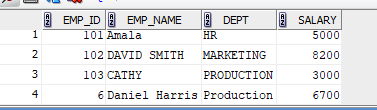 EMP_ID EMP_NAME DEPT SALARY
1 101 Amala HR 5000
2 102 DAVID SMITH MARKETING 8200
3 103 CATHY PRODUCTION 3000
4 6 Daniel Harris Production 6700